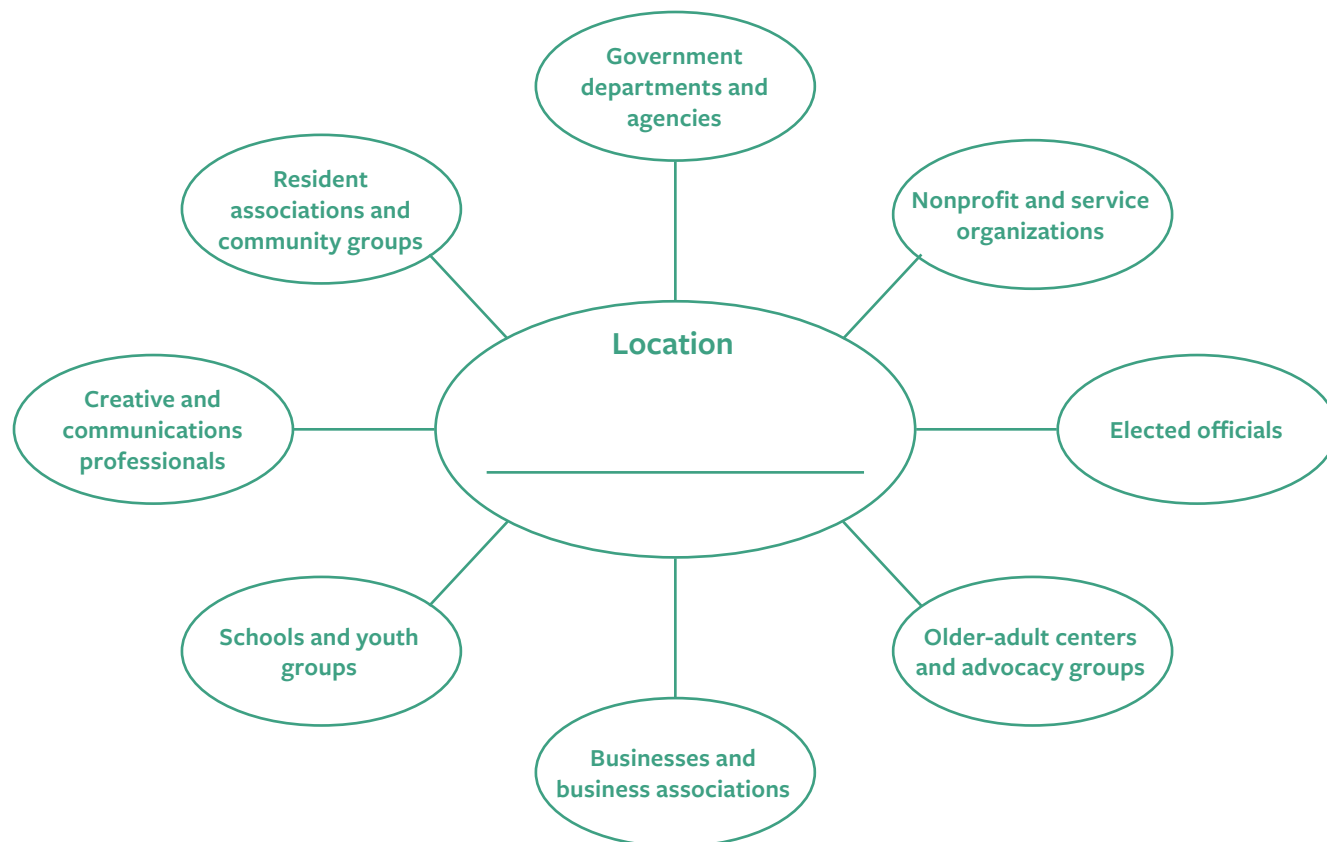 Government
departments and
agencies
Resident
associations and
community groups
Nonprofit and service
organizations
Location
Creative and
communications
professionals
Elected officials
Schools and youth
groups
Older-adult centers
and advocacy groups
Businesses and
business associations